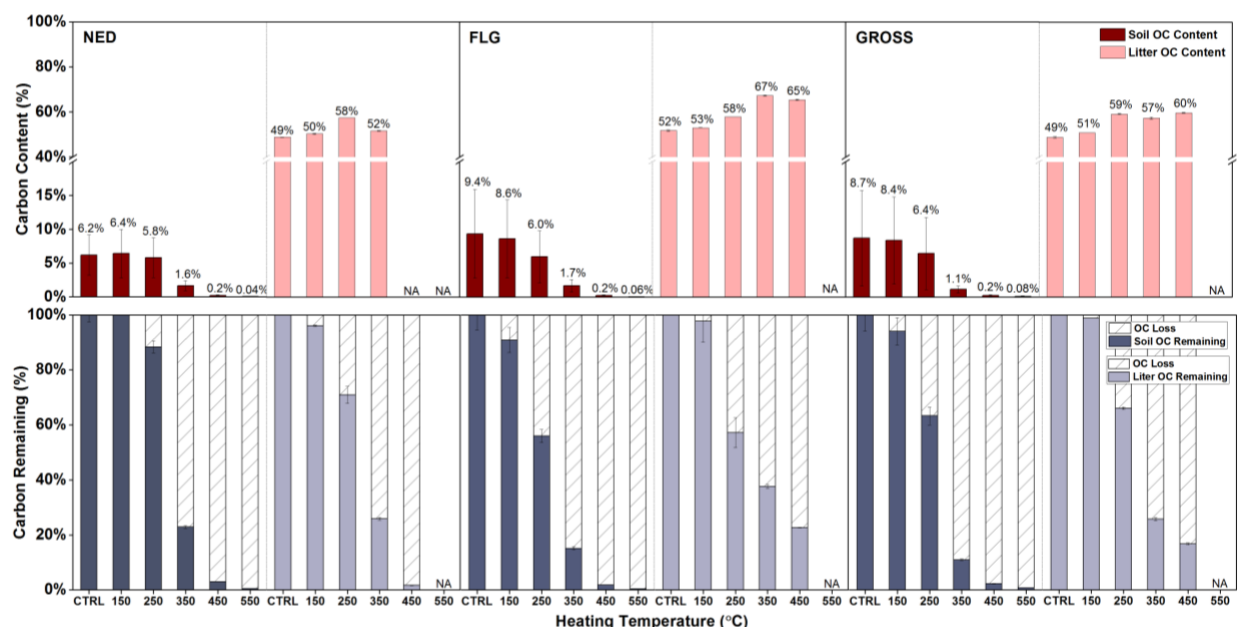 100%
80%
60%
40%
15%
10%
5%
0%
Carbon Content (%)
NED
FLG
GROSS
Soil OC Content
Litter OC Content
6.2%
6.4%
5.8%
1.6%
0.2%
0.04%
49%
50%
58%
52%
NA
NA
9.4%
8.6%
6.0%
1.7%
0.2%
0.06%
52%
53%
58%
67%
65%
NA
8.7%
8.4%
6.4%
1.1%
0.2%
0.08%
49%
51%
59%
57%
60%
NA
100%
80%
60%
40%
20%
0%
Carbon Remaining (%)
OC Loss
Soil OC Remaining
OC Loss
Liter OC Remaining
NA
NA
NA
CTRL 150 250 350 450 550 CTRL 150 250 350 450 550 CTRL 150 250 350 450 550 CTRL 150 250 350 450 550 CTRL 150 250 350 450 550 CTRL 150 250 350 450 550
Heating Temperature (°C)